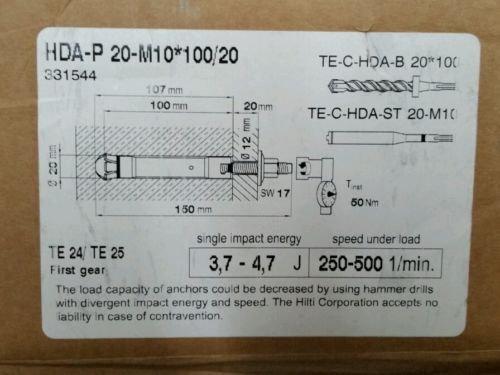 HDA-P 20-M10*100/20
331544
TE-C-HDA-B 20*100
TE-C-HDA-ST 20-M10
107 mm
100 mm
20mm
Ø 12 mm
Ø 20 mm
SW 17
150 mm
Tinst
50 Nm
TE 24/ TE 25
First gear
single impact energy
speed under load
3,7 - 4,7 J
250-500 1/min.
The load capacity of anchors could be decreased by using hammer drills
with divergent impact energy and speed. The Hilti Corporation accepts no
iability in case of contravention.